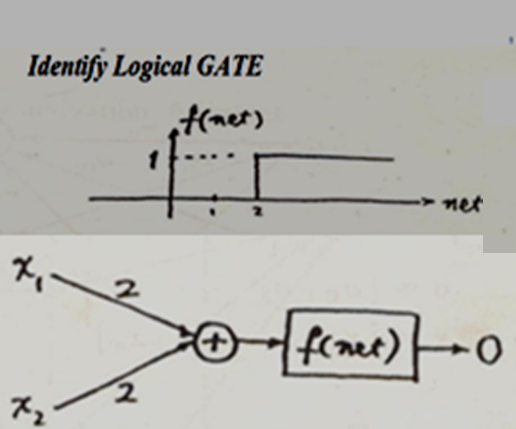 Identify Logical GATE
f(net)
1
1 2 net
x₁ 2
+ f(net) O
x₂ 2